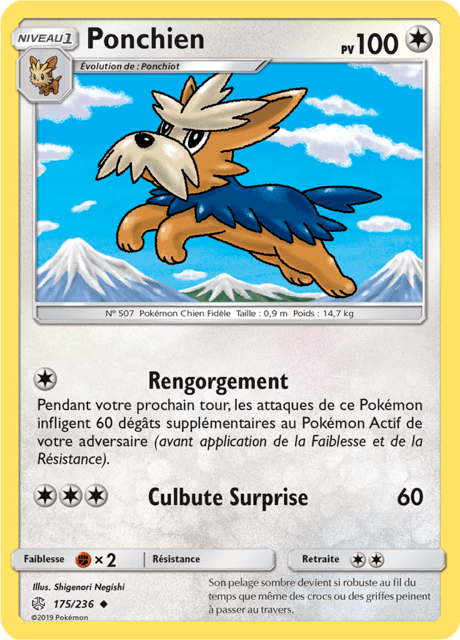 NIVEAU 1
Ponchien
PV 100
Évolution de : Ponchiot
N° 507 Pokémon Chien Fidèle Taille : 0,9 m Poids : 14,7 kg
Rengorgement
Pendant votre prochain tour, les attaques de ce Pokémon
infligent 60 dégâts supplémentaires au Pokémon Actif de
votre adversaire (avant application de la Faiblesse et de la
Résistance).
Culbute Surprise 60
Faiblesse ×2 Résistance Retraite
Illus. Shigenori Negishi
175/236
©2019 Pokémon
Son pelage sombre devient si robuste au fil du
temps que même des crocs ou des griffes peinent
à passer au travers.